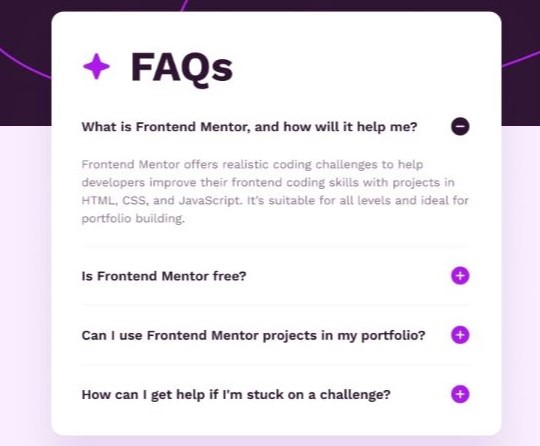 FAQs
What is Frontend Mentor, and how will it help me?
Frontend Mentor offers realistic coding challenges to help
developers improve their frontend coding skills with projects in
HTML, CSS, and JavaScript. It's suitable for all levels and ideal for
portfolio building.
Is Frontend Mentor free?
Can I use Frontend Mentor projects in my portfolio?
How can I get help if I'm stuck on a challenge?